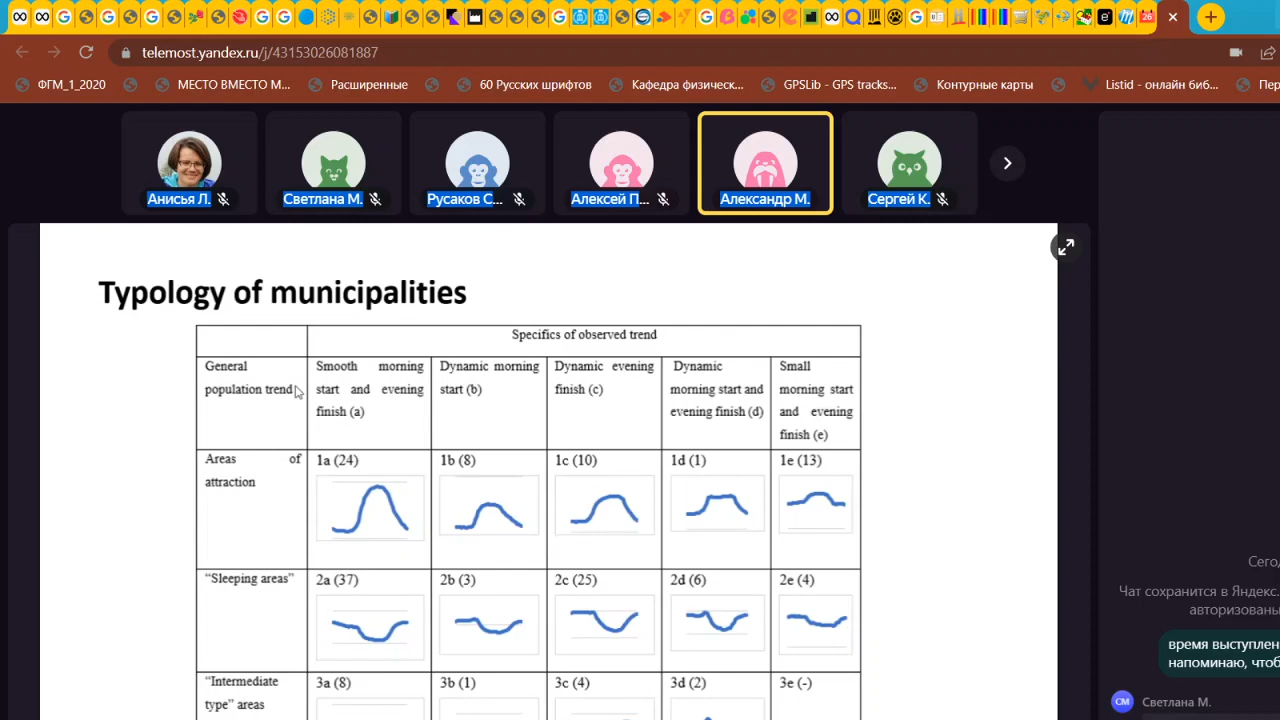 telemost.yandex.ru/j/43153026081887
ФГМ_1_2020
МЕСТО ВМЕСТО М...
Расширенные
60 Русских шрифтов
Кафедра физическ...
GPSLib - GPS tracks...
Контурные карты
Listid - онлайн биб...
Пер
Анисья Л.
Светлана М.
Русаков С...
Алексей П...
Александр М.
Сергей К.
Typology of municipalities
Specifics of observed trend
General population trend
Smooth morning start and evening finish (a)
Dynamic morning start (b)
Dynamic evening finish (c)
Dynamic morning start and evening finish (d)
Small morning start and evening finish (e)
Areas of attraction
1a (24)
1b (8)
1c (10)
1d (1)
1e (13)
“Sleeping areas”
2a (37)
2b (3)
2c (25)
2d (6)
2e (4)
“Intermediate type” areas
3a (8)
3b (1)
3c (4)
3d (2)
3e (-)
Сего
Чат сохранится в Яндекс.
авторизованы
время выступлен
напоминаю, чтоб
СМ
Светлана М.